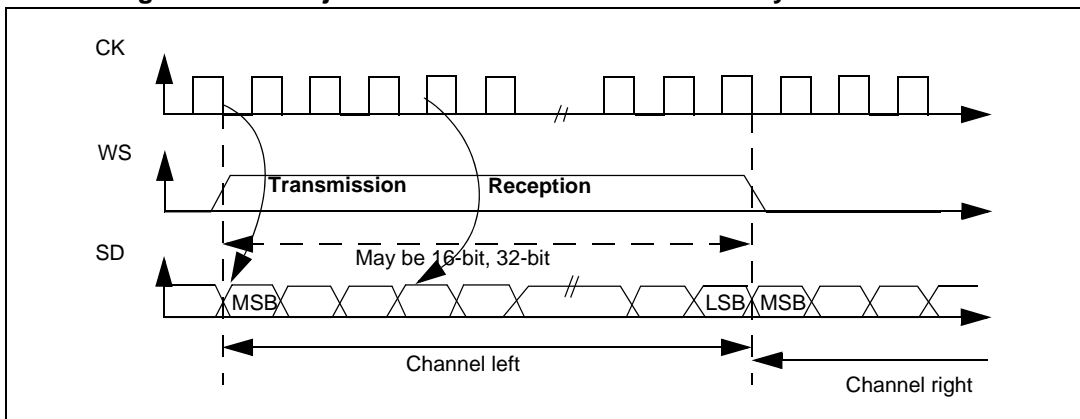 CK
WS
Transmission
Reception
May be 16-bit, 32-bit
SD
MSB
LSB
MSB
Channel left
Channel right